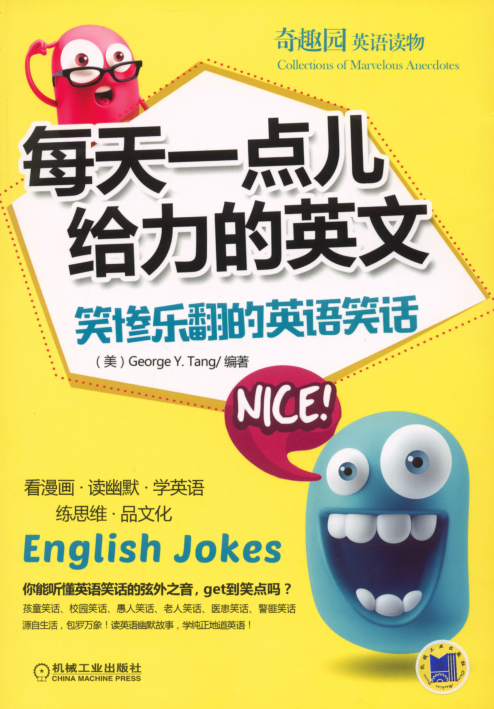 奇趣园 英语读物
Collections of Marvelous Anecdotes
每天一点儿
给力的英文
笑惨乐翻的英语笑话
（美）George Y. Tang/ 编著
NICE!
看漫画·读幽默·学英语
练思维·品文化
English Jokes
你能听懂英语笑话的弦外之音，get到笑点吗？
孩童笑话、校园笑话、愚人笑话、老人笑话、医患笑话、警匪笑话
源自生活，包罗万象！读英语幽默故事，学纯正地道英语！
机械工业出版社
CHINA MACHINE PRESS